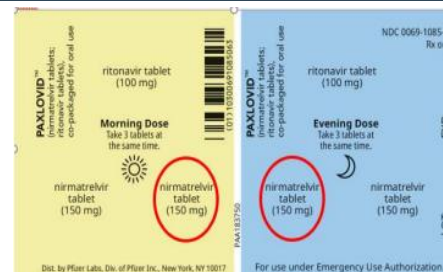 PAXLOVID™
(nirmatrelvir tablets;
ritonavir tablets),
co-packaged for oral use
ritonavir tablet
(100 mg)
Morning Dose
Take 3 tablets at
the same time.
nirmatrelvir
tablet
(150 mg)
nirmatrelvir
tablet
(150 mg)
(01)10300691085063
Dist. by Pfizer Labs, Div. of Pfizer Inc., New York, NY 10017
PAA183750
PAXLOVID™
(nirmatrelvir tablets;
ritonavir tablets),
co-packaged for oral use
NDC 0069-1085-
Rx o
ritonavir tablet
(100 mg)
Evening Dose
Take 3 tablets at
the same time.
nirmatrelvir
tablet
(150 mg)
nirmatrelvir
tablet
(150 mg)
For use under Emergency Use Authorization